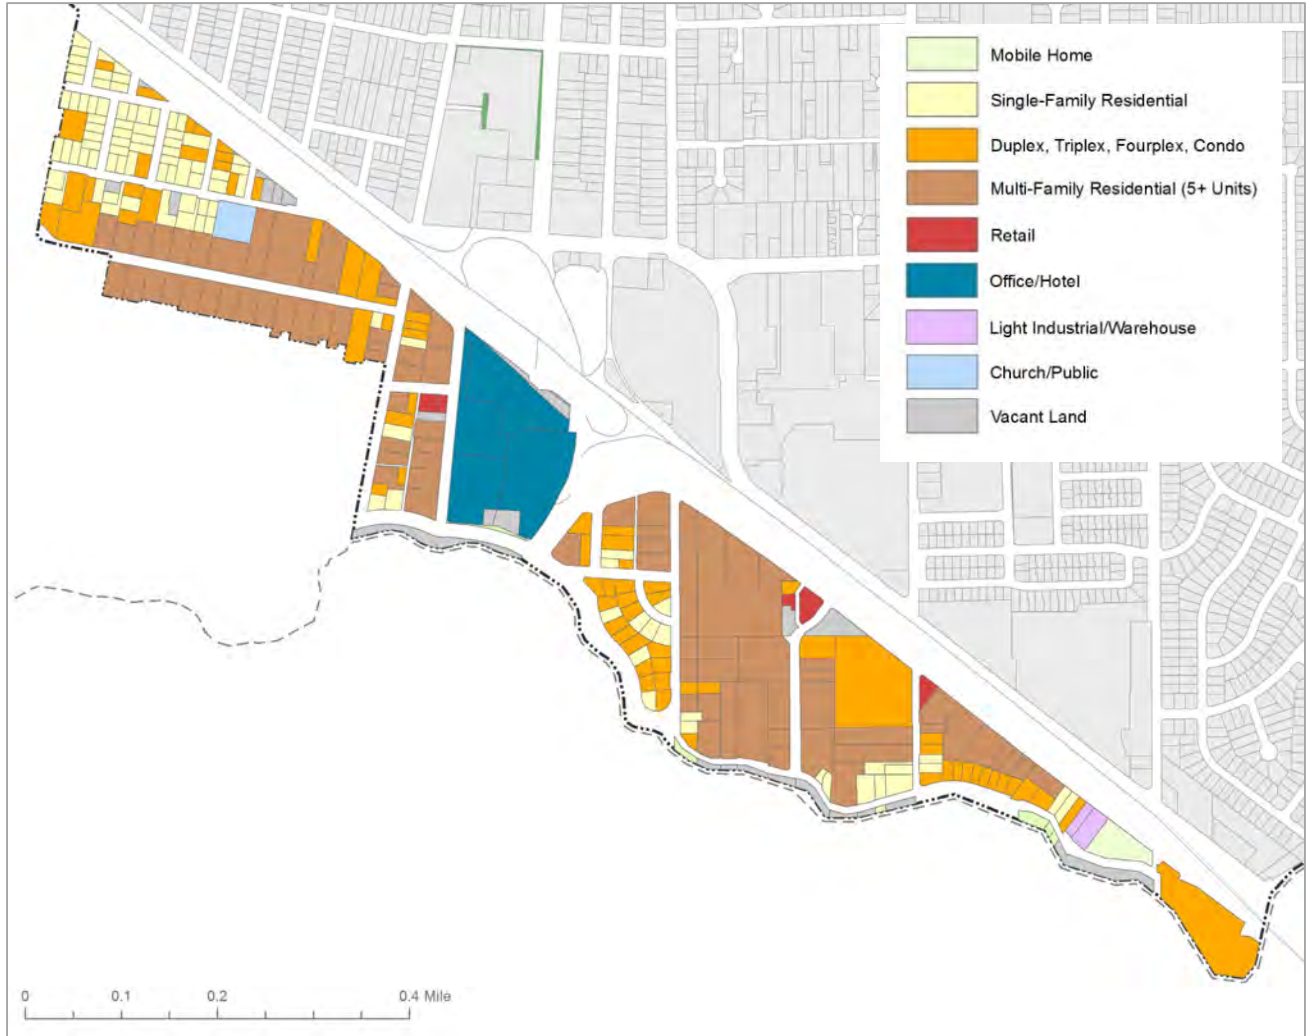 Mobile Home
Single-Family Residential
Duplex, Triplex, Fourplex, Condo
Multi-Family Residential (5+ Units)
Retail
Office/Hotel
Light Industrial/Warehouse
Church/Public
Vacant Land
0 0.1 0.2 0.4 Mile